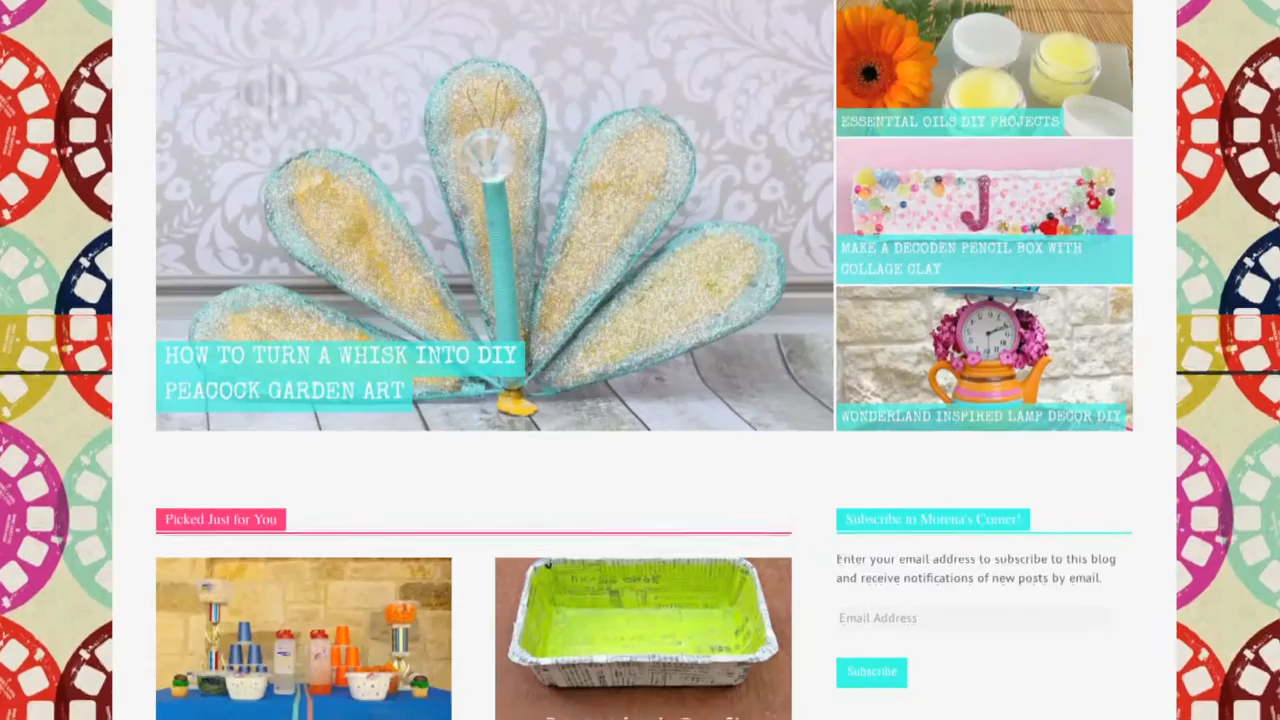 ESSENTIAL OILS DIY PROJECTS
J
MAKE A DECODEN PENCIL BOX WITH
COLLAGE CLAY
HOW TO TURN A WHISK INTO DIY
PEACOCK GARDEN ART
WONDERLAND INSPIRED LAMP DECOR DIY
Picked Just for You
Subscribe to Morena's Corner!
Enter your email address to subscribe to this blog
and receive notifications of new posts by email.
Email Address
Subscribe